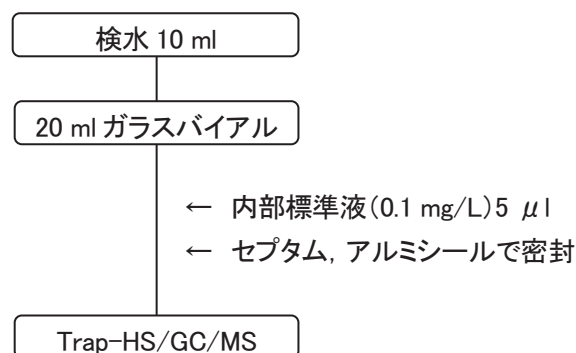 検水 10 ml
20 ml ガラスバイアル
← 内部標準液(0.1 mg/L)5 μl
← セプタム, アルミシールで密封
Trap-HS/GC/MS